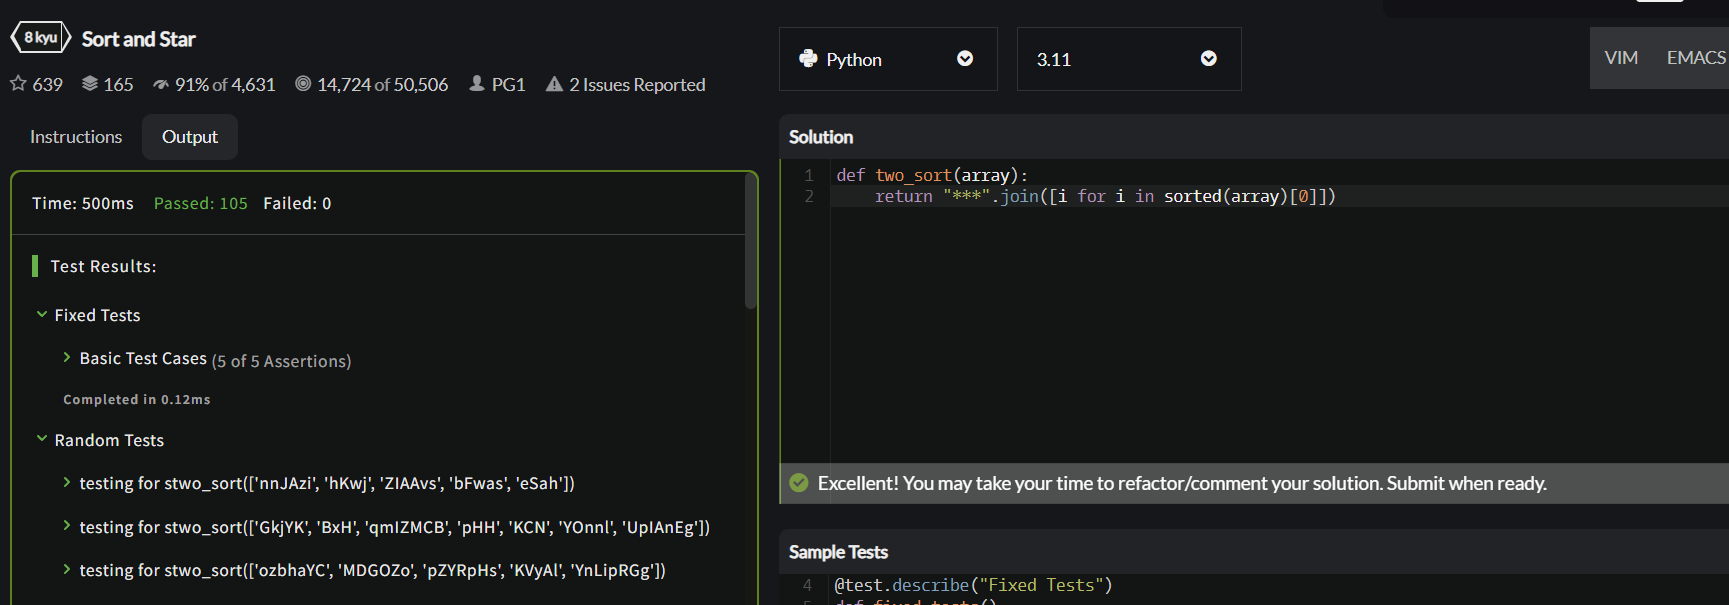 8 kyu Sort and Star
639 165 91% of 4,631 14,724 of 50,506 PG1 2 Issues Reported
Instructions Output
Time: 500ms Passed: 105 Failed: 0
Test Results:
Fixed Tests
Basic Test Cases (5 of 5 Assertions)
Completed in 0.12ms
Random Tests
testing for stwo_sort(['nnJAzi', 'hKwj', 'ZIAAvs', 'bFwas', 'eSah'])
testing for stwo_sort(['GkjYK', 'BxH', 'qmIZMCB', 'pHH', 'KCN', 'YOnnl', 'UpIAnEg'])
testing for stwo_sort(['ozbhaYC', 'MDGOZo', 'pZYRpHs', 'KVyAl', 'YnLipRGg'])
Python 3.11 VIM EMACS
Solution
1 def two_sort(array):
2 return "***".join([i for i in sorted(array)[0]])
Excellent! You may take your time to refactor/comment your solution. Submit when ready.
Sample Tests
4 @test.describe("Fixed Tests")
5 def fixed_tests()